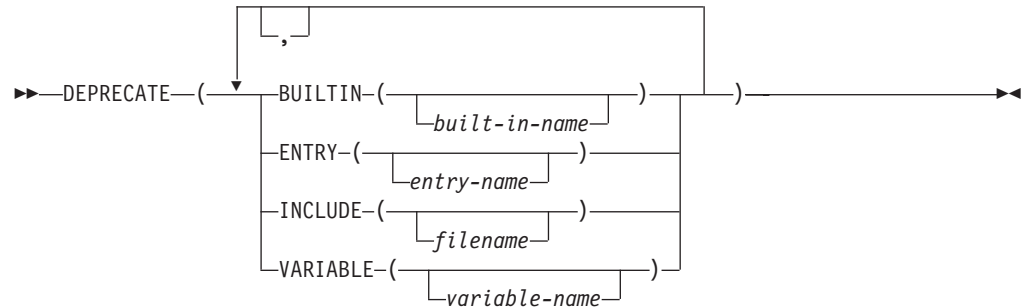 ,
DEPRECATE ( BUILTIN ( ) )
built-in-name
ENTRY ( )
entry-name
INCLUDE ( )
filename
VARIABLE ( )
variable-name